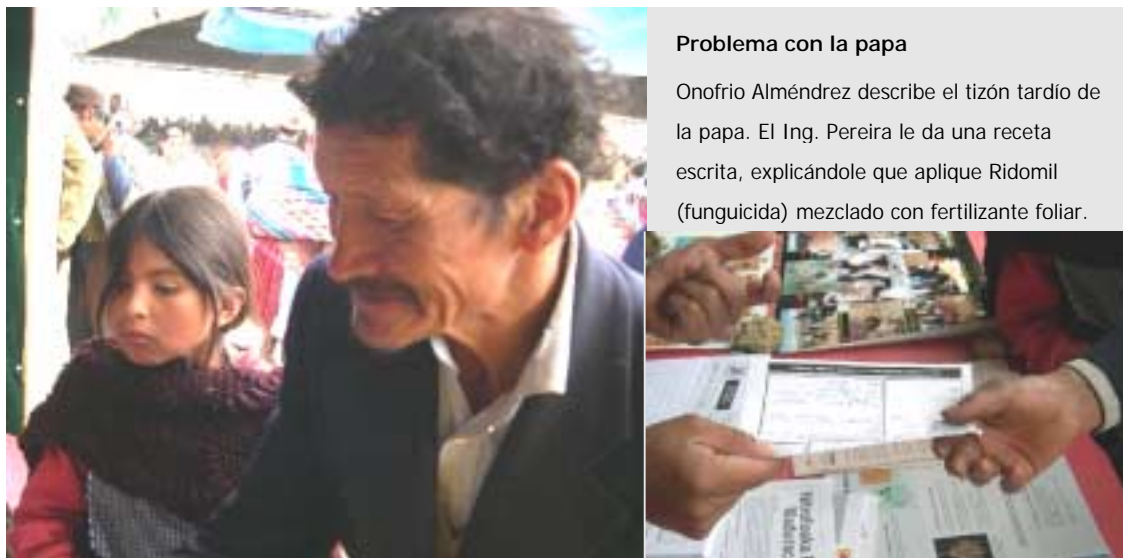 Problema con la papa
Onofrio Alméndrez describe el tizón tardío de
la papa. El Ing. Pereira le da una receta
escrita, explicándole que aplique Ridomil
(funguicida) mezclado con fertilizante foliar.